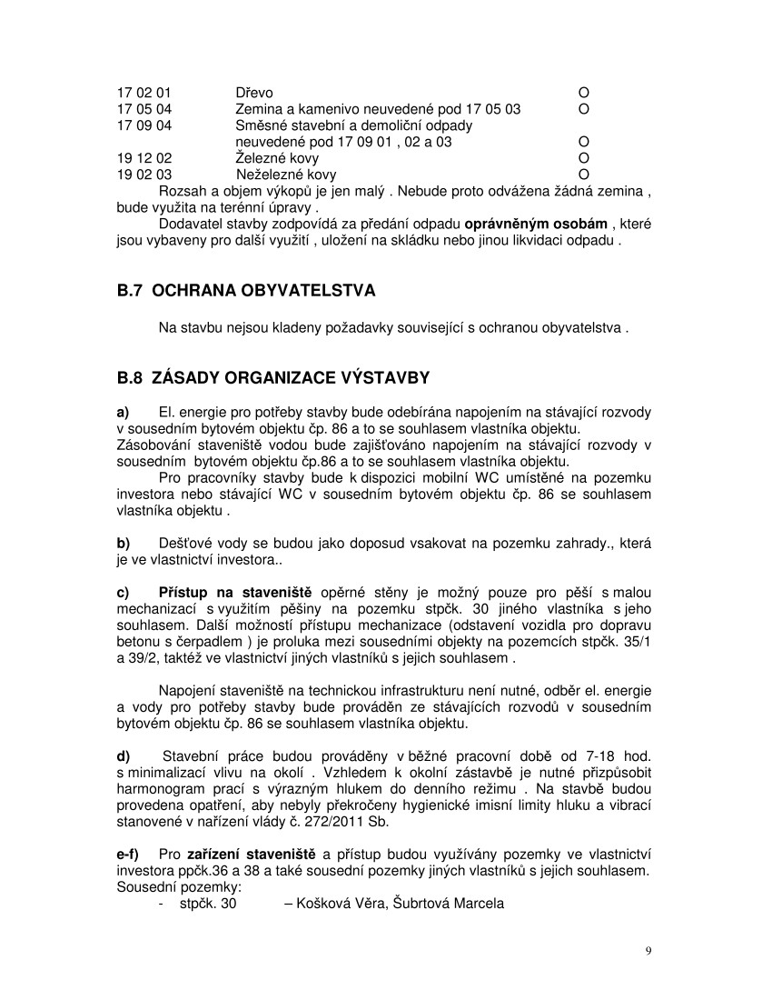 17 02 01 Dřevo O
17 05 04 Zemina a kamenivo neuvedené pod 17 05 03 O
17 09 04 Směsné stavební a demoliční odpady
neuvedené pod 17 09 01 , 02 a 03 O
19 12 02 Železné kovy O
19 02 03 Neželezné kovy O
Rozsah a objem výkopů je jen malý . Nebude proto odvážena žádná zemina ,
bude využita na terénní úpravy .
Dodavatel stavby zodpovídá za předání odpadu oprávněným osobám , které
jsou vybaveny pro další využití , uložení na skládku nebo jinou likvidaci odpadu .
B.7 OCHRANA OBYVATELSTVA
Na stavbu nejsou kladeny požadavky související s ochranou obyvatelstva .
B.8 ZÁSADY ORGANIZACE VÝSTAVBY
a) El. energie pro potřeby stavby bude odebírána napojením na stávající rozvody
v sousedním bytovém objektu čp. 86 a to se souhlasem vlastníka objektu.
Zásobování staveniště vodou bude zajišťováno napojením na stávající rozvody v
sousedním bytovém objektu čp.86 a to se souhlasem vlastníka objektu.
Pro pracovníky stavby bude k dispozici mobilní WC umístěné na pozemku
investora nebo stávající WC v sousedním bytovém objektu čp. 86 se souhlasem
vlastníka objektu .
b) Dešťové vody se budou jako doposud vsakovat na pozemku zahrady., která
je ve vlastnictví investora..
c) Přístup na staveniště opěrné stěny je možný pouze pro pěší s malou
mechanizací s využitím pěšiny na pozemku stpčk. 30 jiného vlastníka s jeho
souhlasem. Další možností přístupu mechanizace (odstavení vozidla pro dopravu
betonu s čerpadlem ) je proluka mezi sousedními objekty na pozemcích stpčk. 35/1
a 39/2, taktéž ve vlastnictví jiných vlastníků s jejich souhlasem .
Napojení staveniště na technickou infrastrukturu není nutné, odběr el. energie
a vody pro potřeby stavby bude prováděn ze stávajících rozvodů v sousedním
bytovém objektu čp. 86 se souhlasem vlastníka objektu.
d) Stavební práce budou prováděny v běžné pracovní době od 7-18 hod.
s minimalizací vlivu na okolí . Vzhledem k okolní zástavbě je nutné přizpůsobit
harmonogram prací s výrazným hlukem do denního režimu . Na stavbě budou
provedena opatření, aby nebyly překročeny hygienické imisní limity hluku a vibrací
stanovené v nařízení vlády č. 272/2011 Sb.
e-f) Pro zařízení staveniště a přístup budou využívány pozemky ve vlastnictví
investora ppčk.36 a 38 a také sousední pozemky jiných vlastníků s jejich souhlasem.
Sousední pozemky:
- stpčk. 30 – Košková Věra, Šubrtová Marcela
9